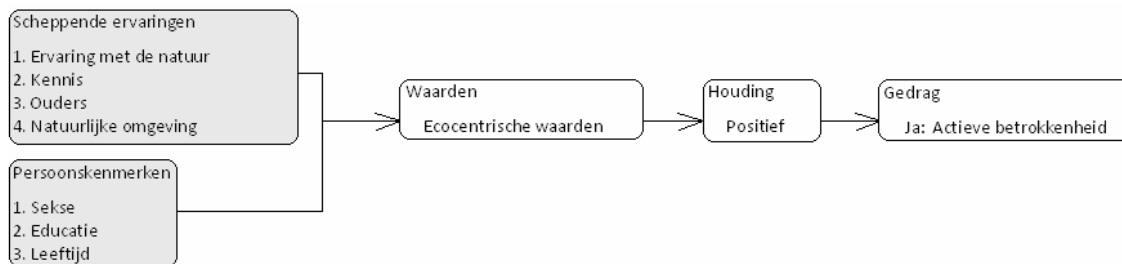 Scheppende ervaringen
1. Ervaring met de natuur
2. Kennis
3. Ouders
4. Natuurlijke omgeving
Persoonskenmerken
1. Sekse
2. Educatie
3. Leeftijd
Waarden
Ecocentrische waarden
Houding
Positief
Gedrag
Ja: Actieve betrokkenheid